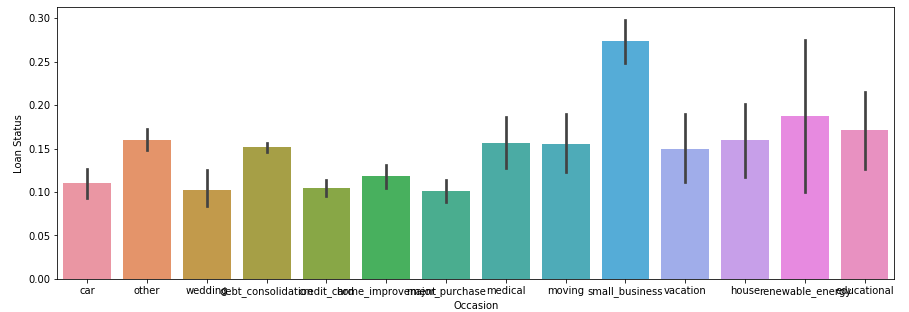 0.30
0.25
0.20
0.15
0.10
0.05
0.00
Loan Status
car other wedding debt_consolidation credit_card home_improvement major_purchase medical moving small_business vacation house renewable_energy educational
Occasion